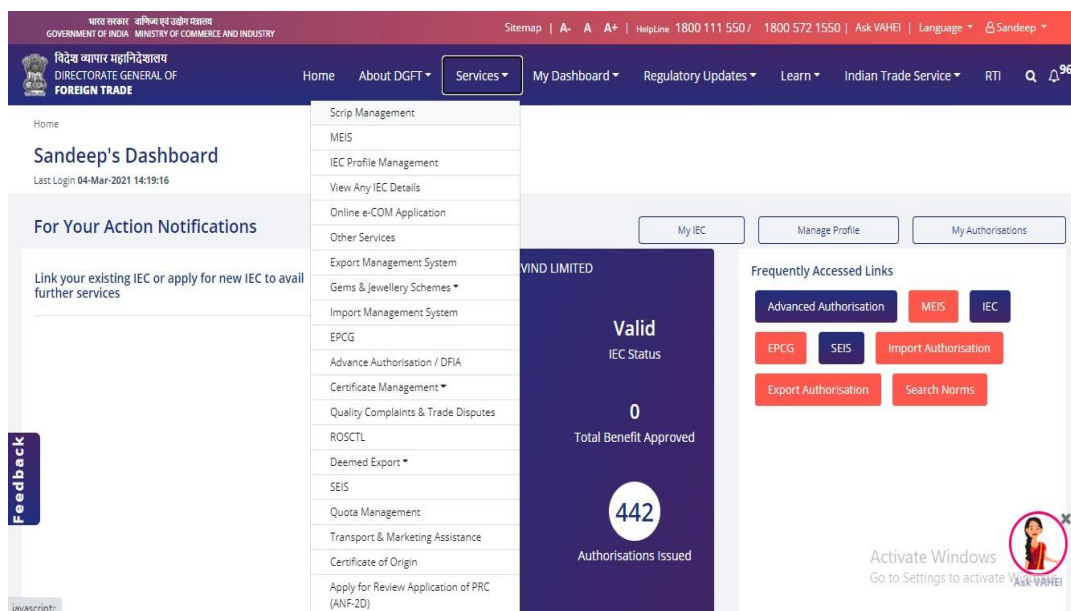 भारत सरकार वाणिज्य एवं उद्योग मंत्रालय
GOVERNMENT OF INDIA MINISTRY OF COMMERCE AND INDUSTRY
Sitemap | A- A A+ | HelpLine 1800 111 550 / 1800 572 1550 | Ask VAHEI | Language Sandeep
विदेश व्यापार महानिदेशालय
DIRECTORATE GENERAL OF
FOREIGN TRADE
Home About DGFT Services My Dashboard Regulatory Updates Learn Indian Trade Service RTI 96
Home
Sandeep's Dashboard
Last Login 04-Mar-2021 14:19:16
Scrip Management
MEIS
IEC Profile Management
View Any IEC Details
Online e-COM Application
Other Services
Export Management System
Gems & Jewellery Schemes
Import Management System
EPCG
Advance Authorisation / DFIA
Certificate Management
Quality Complaints & Trade Disputes
ROSCTL
Deemed Export
SEIS
Quota Management
Transport & Marketing Assistance
Certificate of Origin
Apply for Review Application of PRC
(ANF-2D)
For Your Action Notifications
My IEC Manage Profile My Authorisations
Link your existing IEC or apply for new IEC to avail
further services
VIND LIMITED
Valid
IEC Status
0
Total Benefit Approved
442
Authorisations Issued
Frequently Accessed Links
Advanced Authorisation MEIS IEC
EPCG SEIS Import Authorisation
Export Authorisation Search Norms
Feedback
Activate Windows
Go to Settings to activate
Ask VAHEI
javascript: